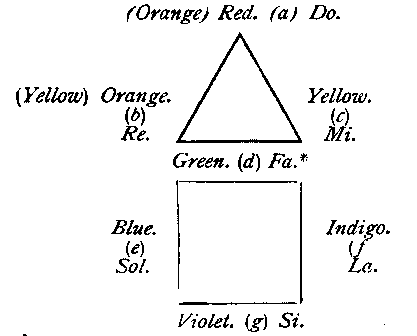 (Orange) Red. (a) Do.
(Yellow) Orange. Yellow.
(b) (c)
Re. Mi.
Green. (d) Fa.*
Blue. Indigo.
(e) (f
Sol. La.
Violet. (g) Si.